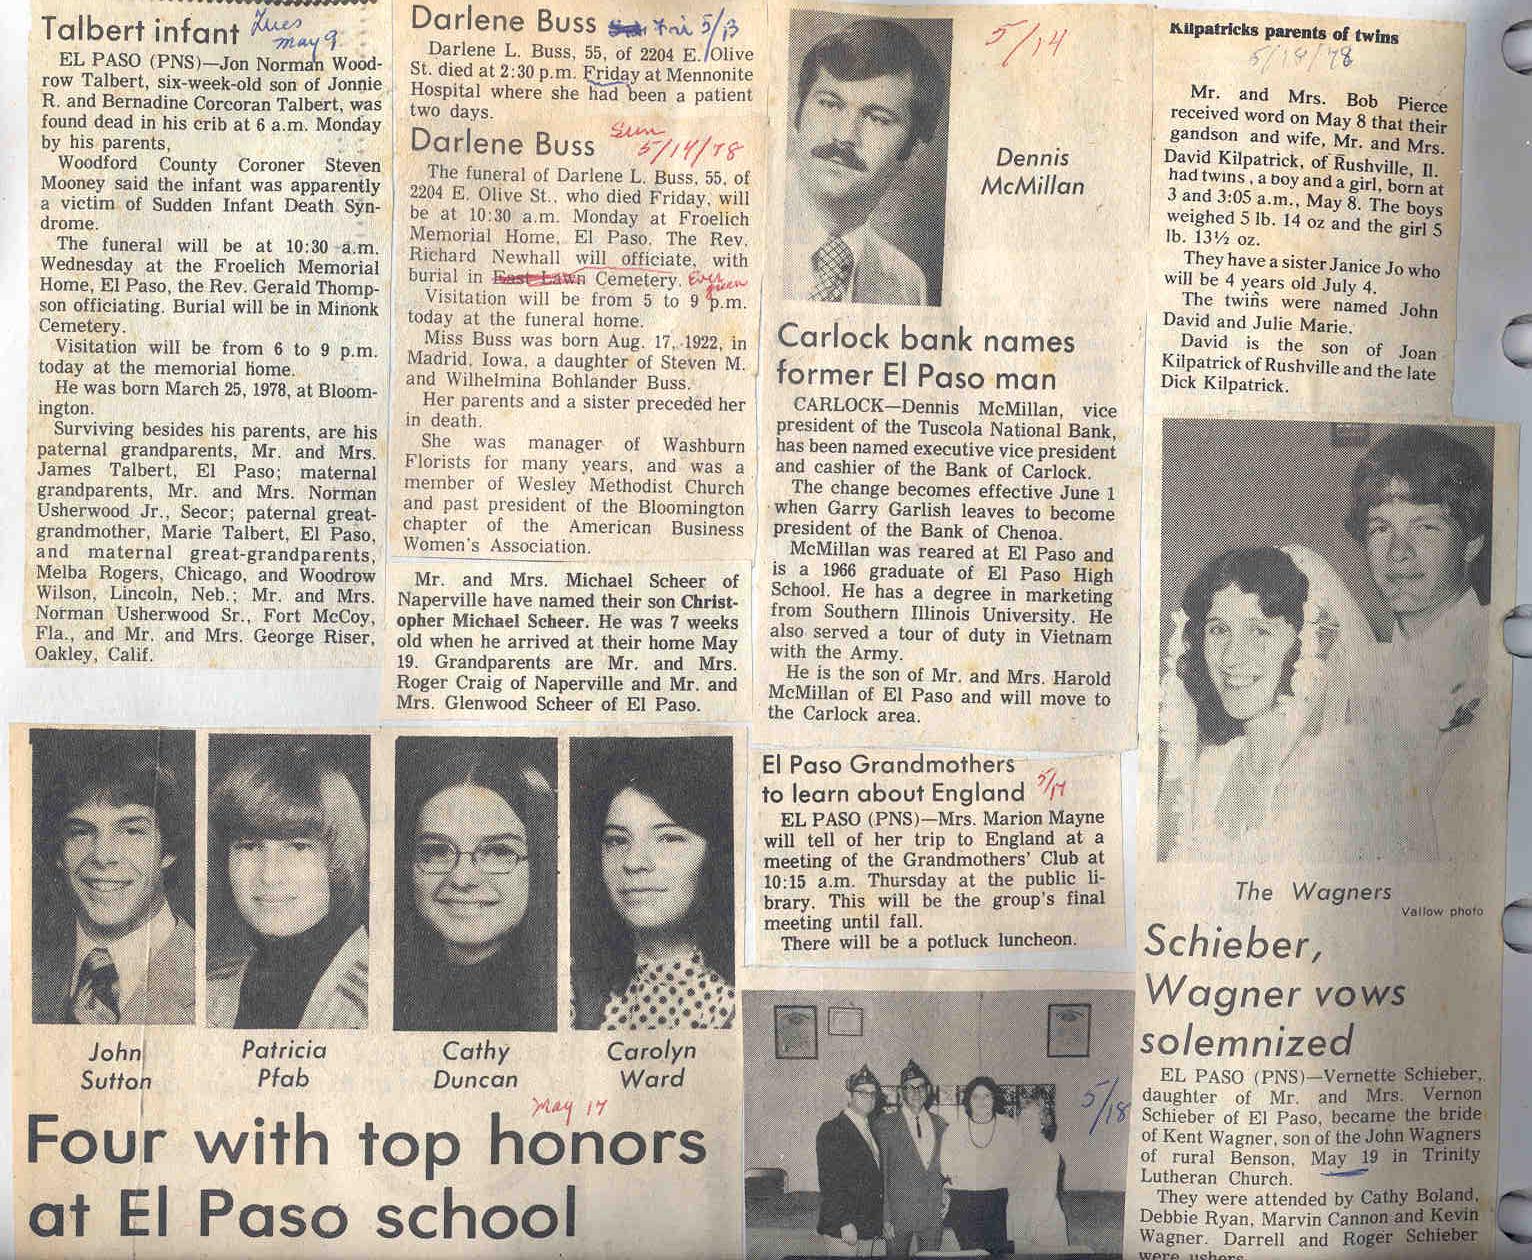 Talbert infant Tues
May 9
EL PASO (PNS)—Jon Norman Wood-
row Talbert, six-week-old son of Jonnie
R. and Bernadine Corcoran Talbert, was
found dead in his crib at 6 a.m. Monday
by his parents,
Woodford County Coroner Steven
Mooney said the infant was apparently
a victim of Sudden Infant Death Syn-
drome.
The funeral will be at 10:30 a.m.
Wednesday at the Froelich Memorial
Home, El Paso, the Rev. Gerald Thomp-
son officiating. Burial will be in Minonk
Cemetery.
Visitation will be from 6 to 9 p.m.
today at the memorial home.
He was born March 25, 1978, at Bloom-
ington.
Surviving besides his parents, are his
paternal grandparents, Mr. and Mrs.
James Talbert, El Paso; maternal
grandparents, Mr. and Mrs. Norman
Usherwood Jr., Secor; paternal great-
grandmother, Marie Talbert, El Paso,
and maternal great-grandparents,
Melba Rogers, Chicago, and Woodrow
Wilson, Lincoln, Neb.; Mr. and Mrs.
Norman Usherwood Sr., Fort McCoy,
Fla., and Mr. and Mrs. George Riser,
Oakley, Calif.
Darlene Buss Fri 5/13
Darlene L. Buss, 55, of 2204 E. Olive
St. died at 2:30 p.m. Friday at Mennonite
Hospital where she had been a patient
two days.
Darlene Buss Sun
5/14/78
The funeral of Darlene L. Buss, 55, of
2204 E. Olive St., who died Friday, will
be at 10:30 a.m. Monday at Froelich
Memorial Home, El Paso, The Rev.
Richard Newhall will officiate, with
burial in East Lawn Cemetery. Ever
green
Visitation will be from 5 to 9 p.m.
today at the funeral home.
Miss Buss was born Aug. 17, 1922, in
Madrid, Iowa, a daughter of Steven M.
and Wilhelmina Bohlander Buss.
Her parents and a sister preceded her
in death.
She was manager of Washburn
Florists for many years, and was a
member of Wesley Methodist Church
and past president of the Bloomington
chapter of the American Business
Women's Association.
Mr. and Mrs. Michael Scheer of
Naperville have named their son Christ-
opher Michael Scheer. He was 7 weeks
old when he arrived at their home May
19. Grandparents are Mr. and Mrs.
Roger Craig of Naperville and Mr. and
Mrs. Glenwood Scheer of El Paso.
5/14
Dennis
McMillan
Carlock bank names
former El Paso man
CARLOCK—Dennis McMillan, vice
president of the Tuscola National Bank,
has been named executive vice president
and cashier of the Bank of Carlock.
The change becomes effective June 1
when Garry Garlish leaves to become
president of the Bank of Chenoa.
McMillan was reared at El Paso and
is a 1966 graduate of El Paso High
School. He has a degree in marketing
from Southern Illinois University. He
also served a tour of duty in Vietnam
with the Army.
He is the son of Mr. and Mrs. Harold
McMillan of El Paso and will move to
the Carlock area.
El Paso Grandmothers
to learn about England 5/17
EL PASO (PNS)—Mrs. Marion Mayne
will tell of her trip to England at a
meeting of the Grandmothers' Club at
10:15 a.m. Thursday at the public li-
brary. This will be the group's final
meeting until fall.
There will be a potluck luncheon.
5/18
Kilpatricks parents of twins
5/18/78
Mr. and Mrs. Bob Pierce
received word on May 8 that their
gandson and wife, Mr. and Mrs.
David Kilpatrick, of Rushville, Il.
had twins , a boy and a girl, born at
3 and 3:05 a.m., May 8. The boys
weighed 5 lb. 14 oz and the girl 5
lb. 13½ oz.
They have a sister Janice Jo who
will be 4 years old July 4.
The twins were named John
David and Julie Marie.
David is the son of Joan
Kilpatrick of Rushville and the late
Dick Kilpatrick.
The Wagners
Vallow photo
Schieber,
Wagner vows
solemnized
EL PASO (PNS)—Vernette Schieber,
daughter of Mr. and Mrs. Vernon
Schieber of El Paso, became the bride
of Kent Wagner, son of the John Wagners
of rural Benson, May 19 in Trinity
Lutheran Church.
They were attended by Cathy Boland,
Debbie Ryan, Marvin Cannon and Kevin
Wagner. Darrell and Roger Schieber
were ushers.
John
Sutton
Patricia
Pfab
Cathy
Duncan
Carolyn
Ward
May 17
Four with top honors
at El Paso school